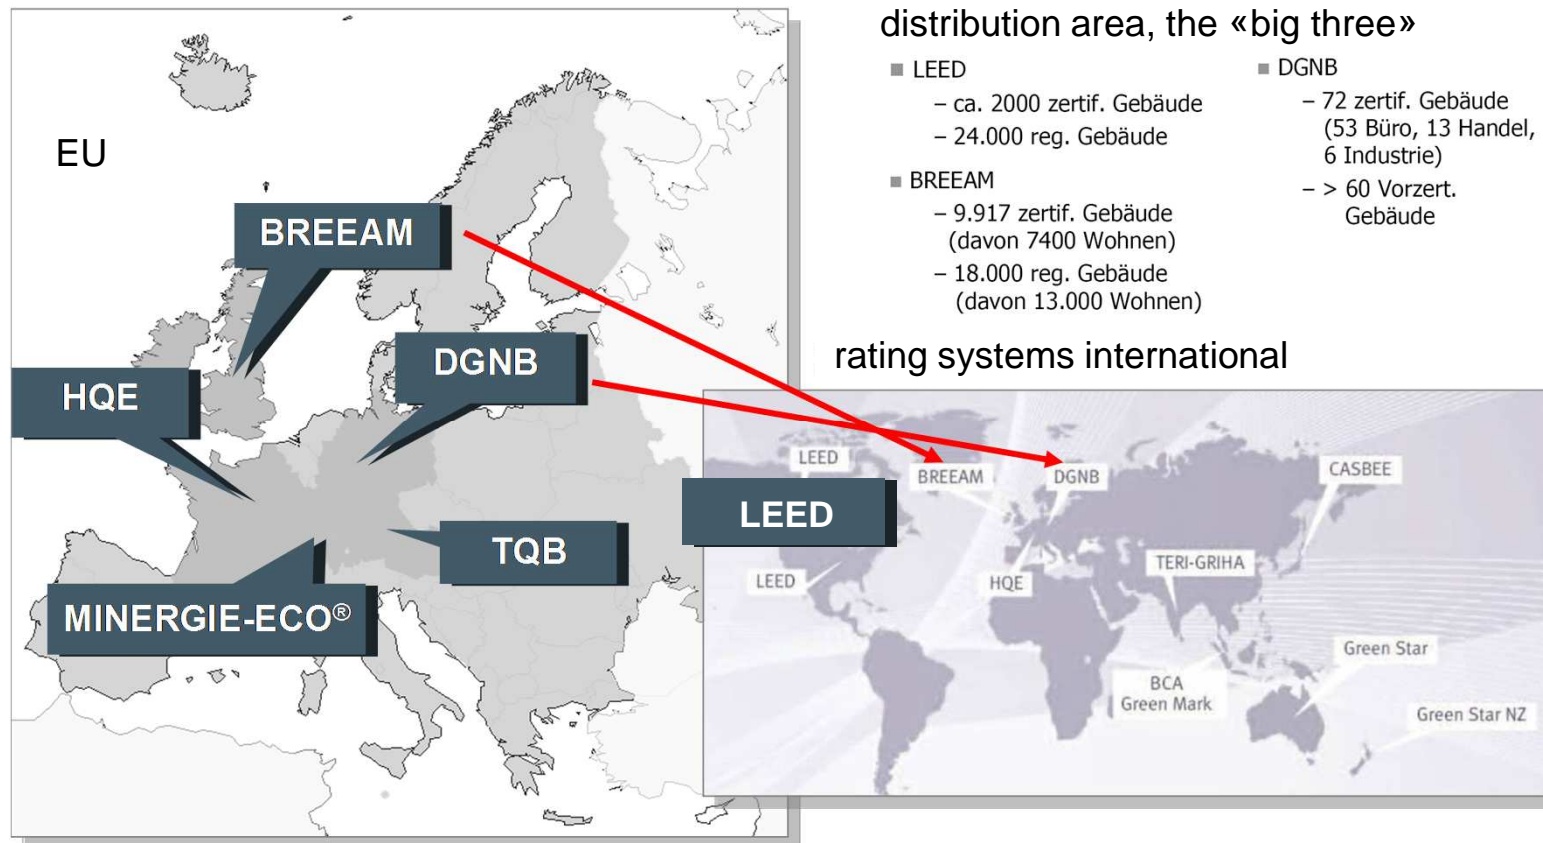 distribution area, the «big three»
■ LEED
– ca. 2000 zertif. Gebäude
– 24.000 reg. Gebäude
■ BREEAM
– 9.917 zertif. Gebäude
(davon 7400 Wohnen)
– 18.000 reg. Gebäude
(davon 13.000 Wohnen)
■ DGNB
– 72 zertif. Gebäude
(53 Büro, 13 Handel,
6 Industrie)
– > 60 Vorzert.
Gebäude
EU
BREEAM
DGNB
HQE
TQB
MINERGIE-ECO®
rating systems international
LEED
LEED
BREEAM
DGNB
CASBEE
LEED
HQE
TERI-GRIHA
BCA
Green Mark
Green Star
Green Star NZ